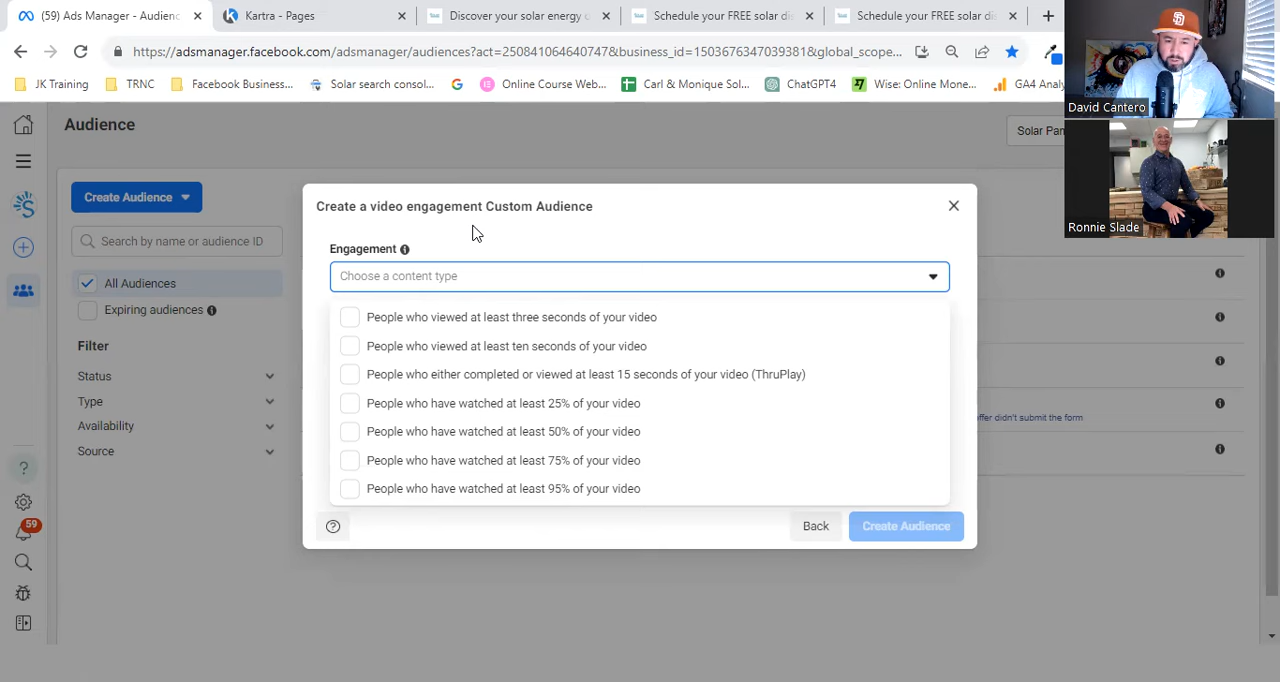 (59) Ads Manager - Audienc
Kartra - Pages
Discover your solar energy o
Schedule your FREE solar di
Schedule your FREE solar di
https://adsmanager.facebook.com/adsmanager/audiences?act=2508410646407​47&business_id=1503676347039381&global_scope...
JK Training
TRNC
Facebook Business...
Solar search consol...
Online Course Web...
Carl & Monique Sol...
ChatGPT4
Wise: Online Mone...
GA4 Analy
David Cantero
Ronnie Slade
Audience
Solar Pan
Create Audience
Search by name or audience ID
All Audiences
Expiring audiences
Filter
Status
Type
Availability
Source
59
Create a video engagement Custom Audience
Engagement
Choose a content type
People who viewed at least three seconds of your video
People who viewed at least ten seconds of your video
People who either completed or viewed at least 15 seconds of your video (ThruPlay)
People who have watched at least 25% of your video
People who have watched at least 50% of your video
People who have watched at least 75% of your video
People who have watched at least 95% of your video
Back
Create Audience
ffer didn't submit the form